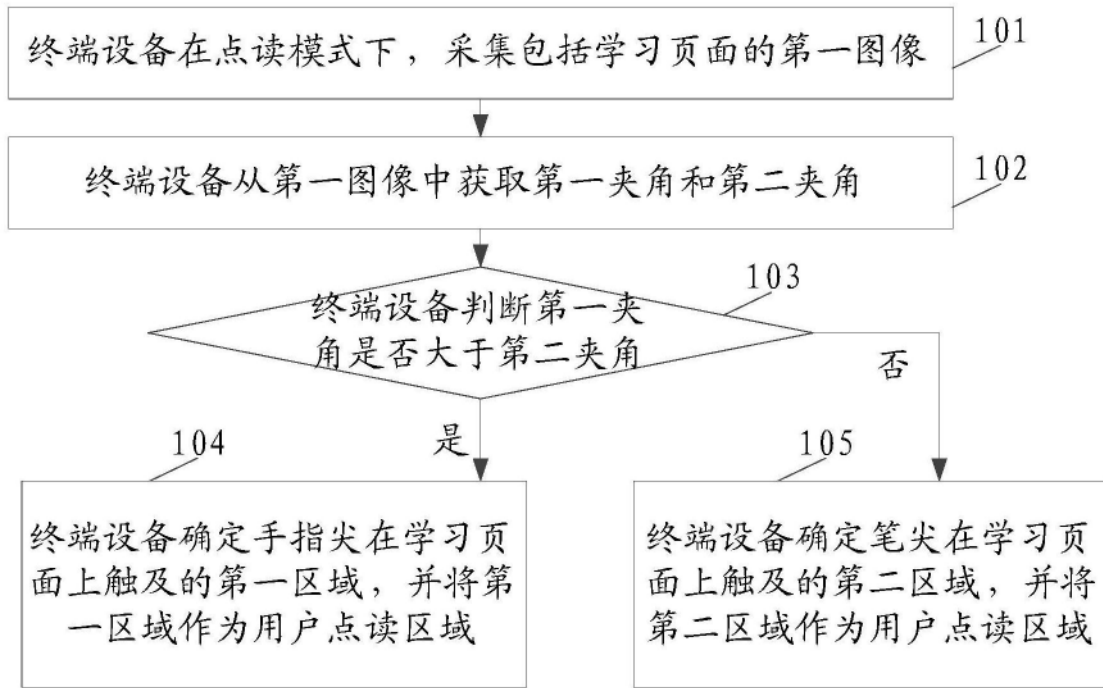 终端设备在点读模式下，采集包括学习页面的第一图像
101
终端设备从第一图像中获取第一夹角和第二夹角
102
103
终端设备判断第一夹
角是否大于第二夹角
否
是
104
105
终端设备确定手指尖在学习页
面上触及的第一区域，并将第
一区域作为用户点读区域
终端设备确定笔尖在学习页
面上触及的第二区域，并将
第二区域作为用户点读区域